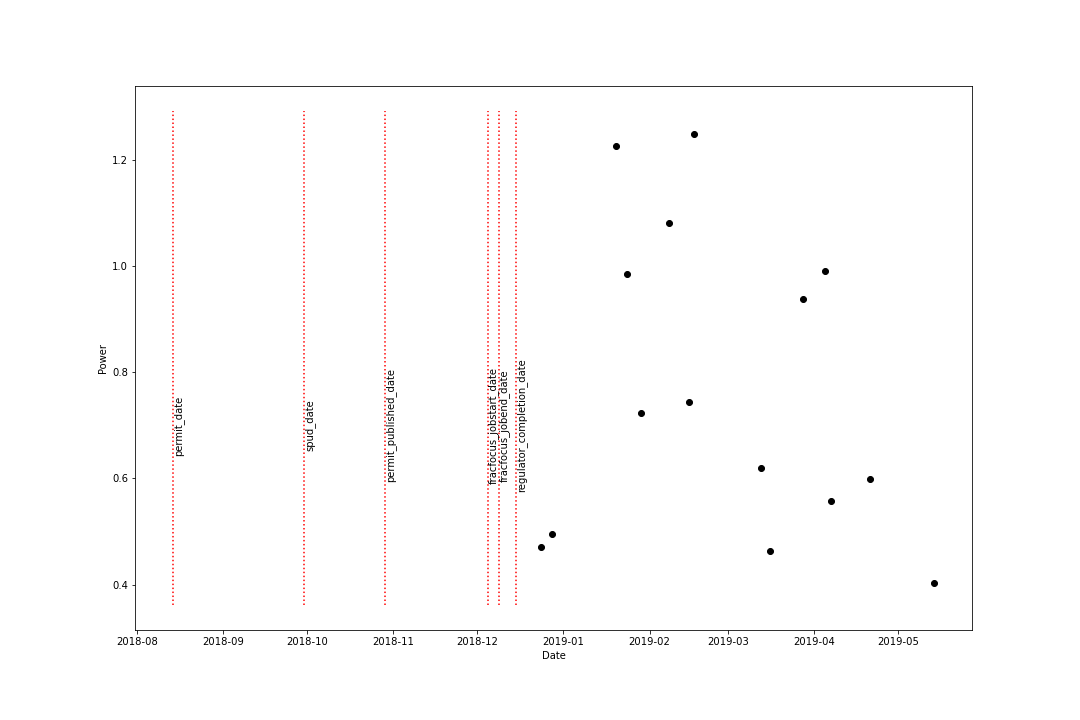 1.2
1.0
0.8
0.6
0.4
Power
permit_date
spud_date
permit_published_date
fracfocus_jobstart_date
fracfocus_jobend_date
regulator_completion_date
2018-08 2018-09 2018-10 2018-11 2018-12 2019-01 2019-02 2019-03 2019-04 2019-05
Date